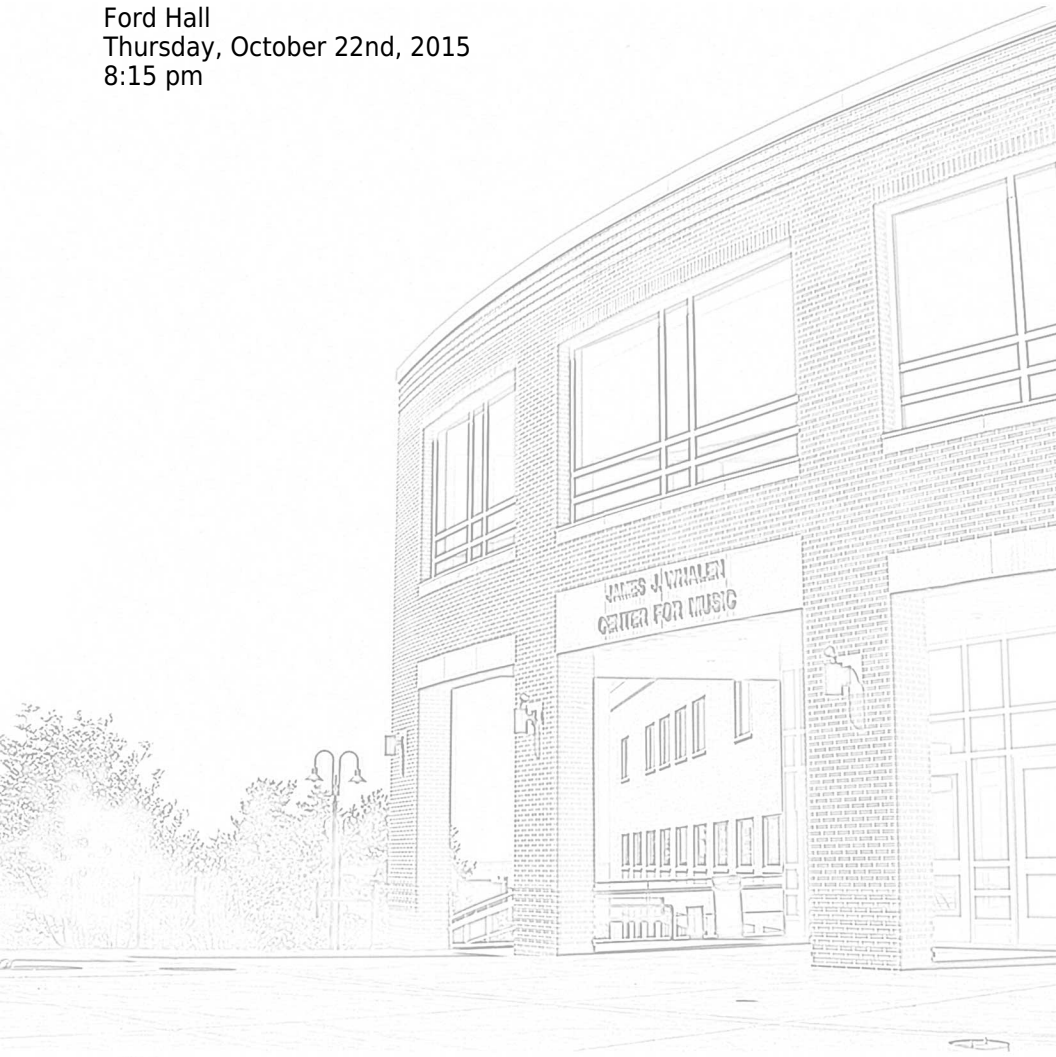 Ford Hall
Thursday, October 22nd, 2015
8:15 pm
JAMES J. WHALEN
CENTER FOR MUSIC